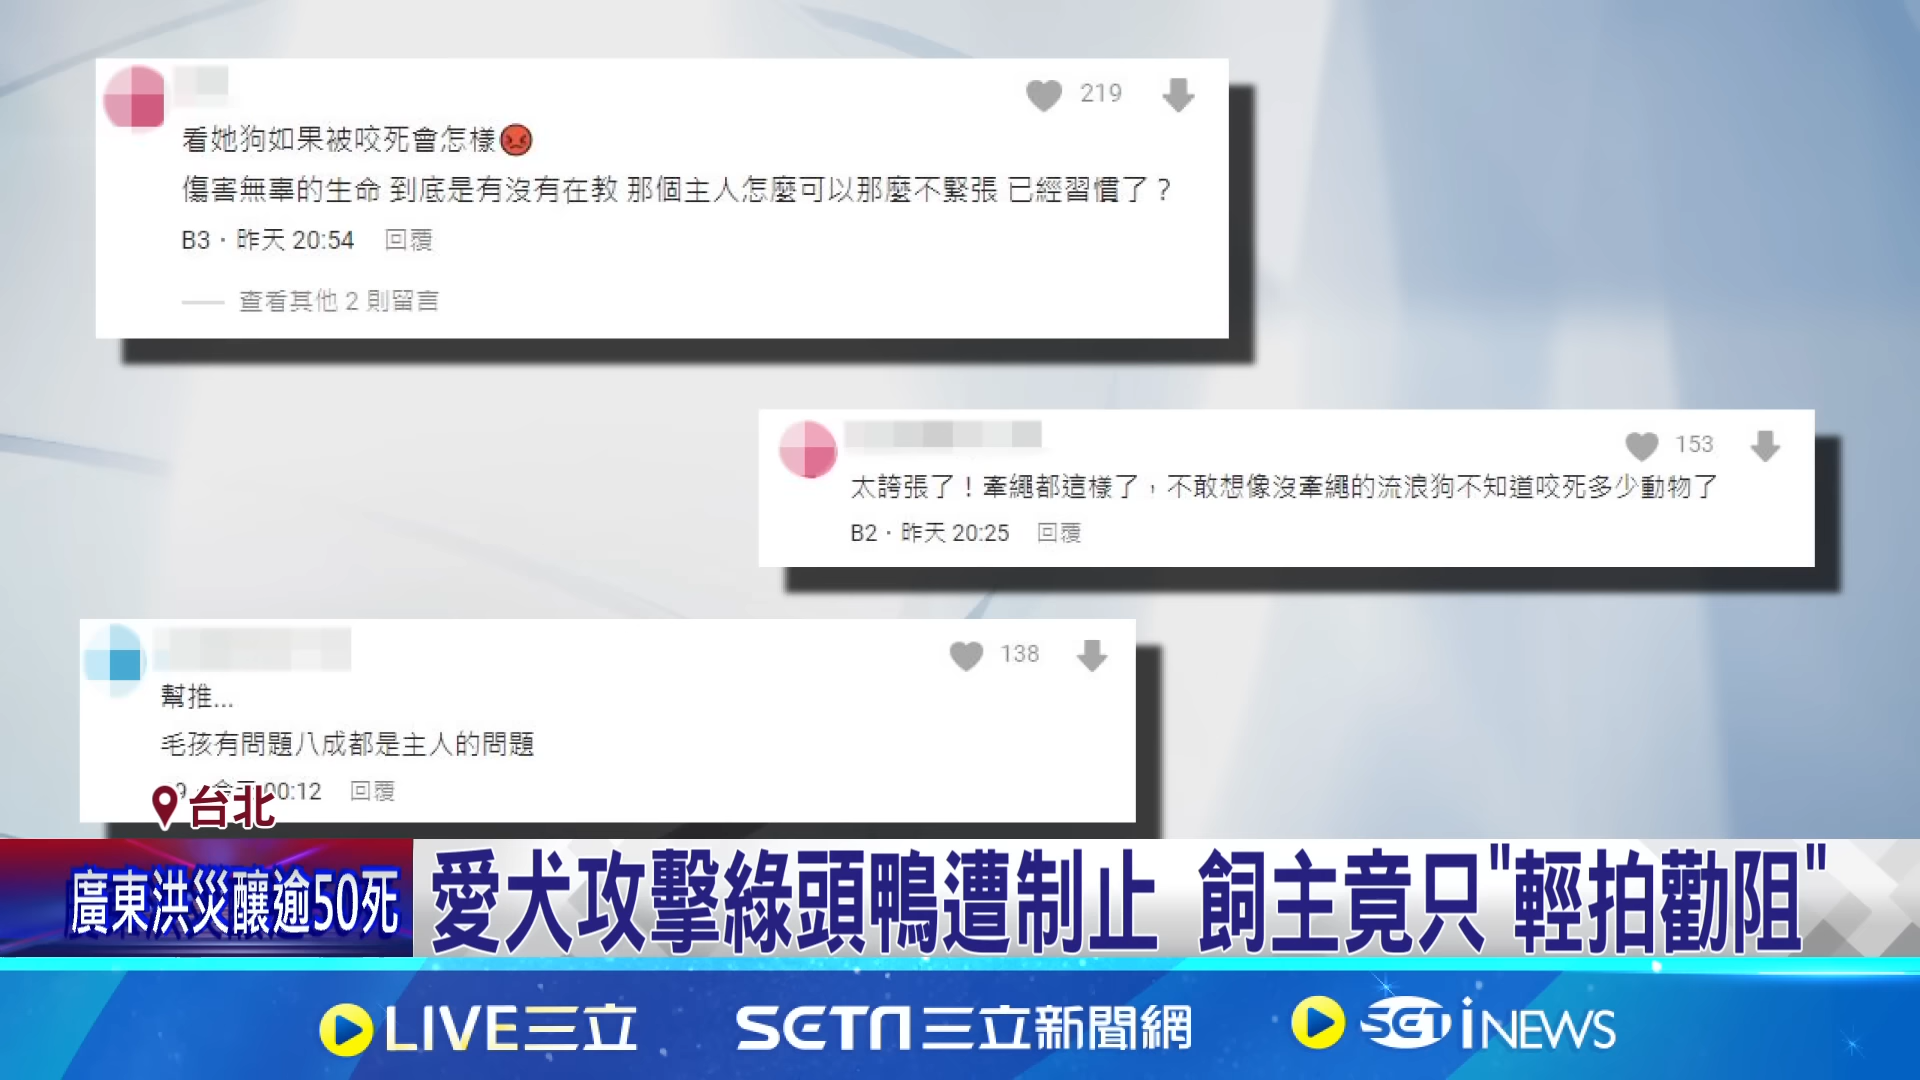 219
看她狗如果被咬死會怎樣😡
傷害無辜的生命 到底是有沒有在教 那個主人怎麼可以那麼不緊張 已經習慣了？
B3・昨天 20:54 回覆
查看其他 2 則留言
153
太誇張了！牽繩都這樣了，不敢想像沒牽繩的流浪狗不知道咬死多少動物了
B2・昨天 20:25 回覆
138
幫推...
毛孩有問題八成都是主人的問題
00:12 回覆
台北
廣東洪災釀逾50死
愛犬攻擊綠頭鴨遭制止 飼主竟只"輕拍勸阻"
LIVE三立
SETN三立新聞網
SET iNEWS